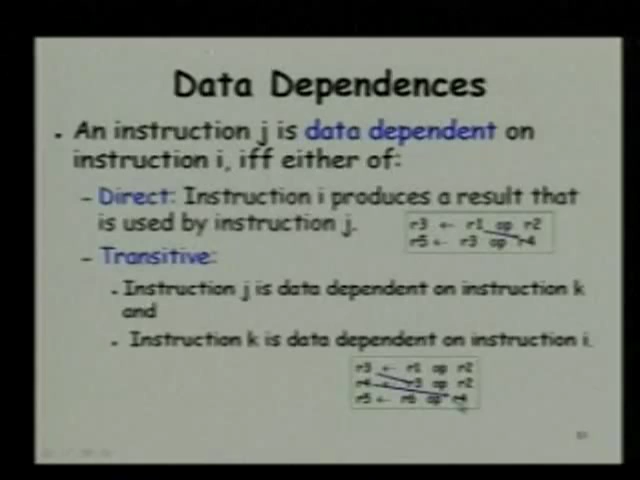 Data Dependences
• An instruction j is data dependent on
instruction i, iff either of:
– Direct: Instruction i produces a result that
is used by instruction j.
r3 ← r1 op r2
r5 ← r3 op r4
– Transitive:
• Instruction j is data dependent on instruction k
and
• Instruction k is data dependent on instruction i.
r3 ← r1 op r2
r4 ← r3 op r2
r5 ← r6 op r4